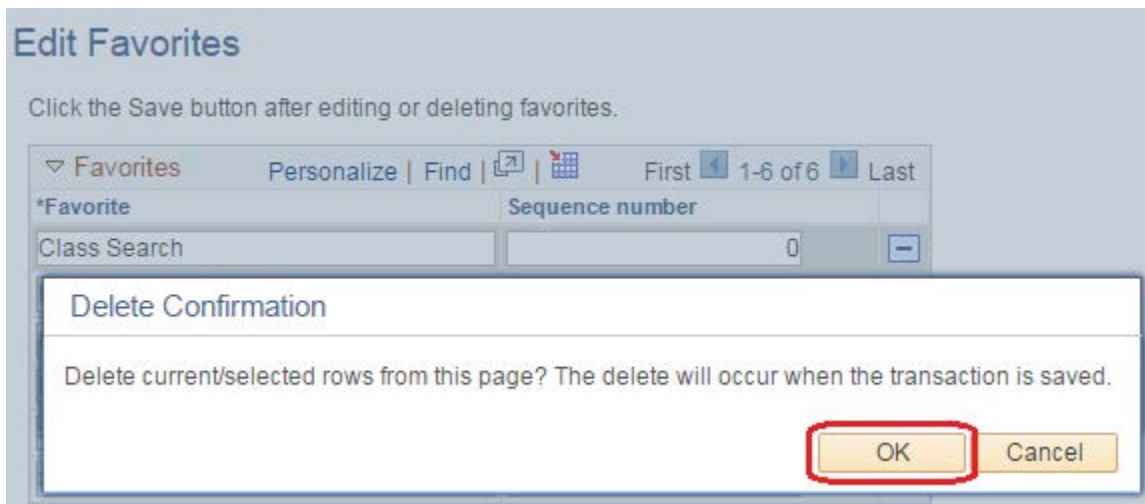 Edit Favorites
Click the Save button after editing or deleting favorites.
Favorites Personalize | Find | | First 1-6 of 6 Last
*Favorite Sequence number
Class Search 0
Delete Confirmation
Delete current/selected rows from this page? The delete will occur when the transaction is saved.
OK Cancel